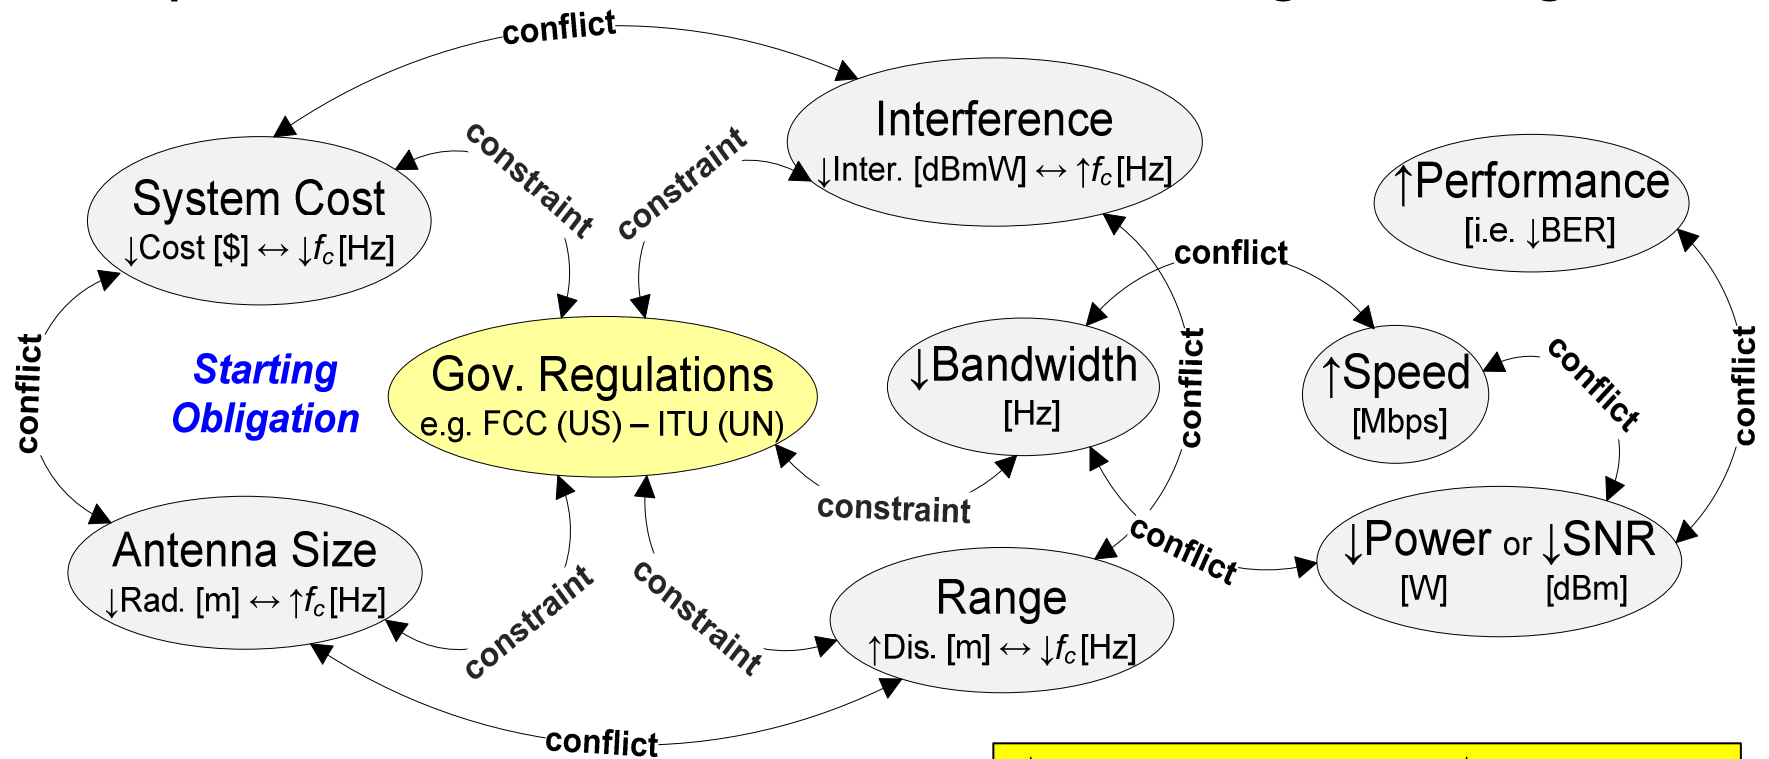 conflict
Interference
↓Inter. [dBmW] ↔ ↑fc [Hz]
constraint
constraint
System Cost
↓Cost [$] ↔ ↓fc [Hz]
↑Performance
[i.e. ↓BER]
conflict
conflict
Starting
Obligation
Gov. Regulations
e.g. FCC (US) – ITU (UN)
↓Bandwidth
[Hz]
conflict
↑Speed
[Mbps]
conflict
conflict
constraint
Antenna Size
↓Rad. [m] ↔ ↑fc [Hz]
constraint
constraint
conflict
↓Power or ↓SNR
[W] [dBm]
Range
↑Dis. [m] ↔ ↓fc [Hz]
conflict